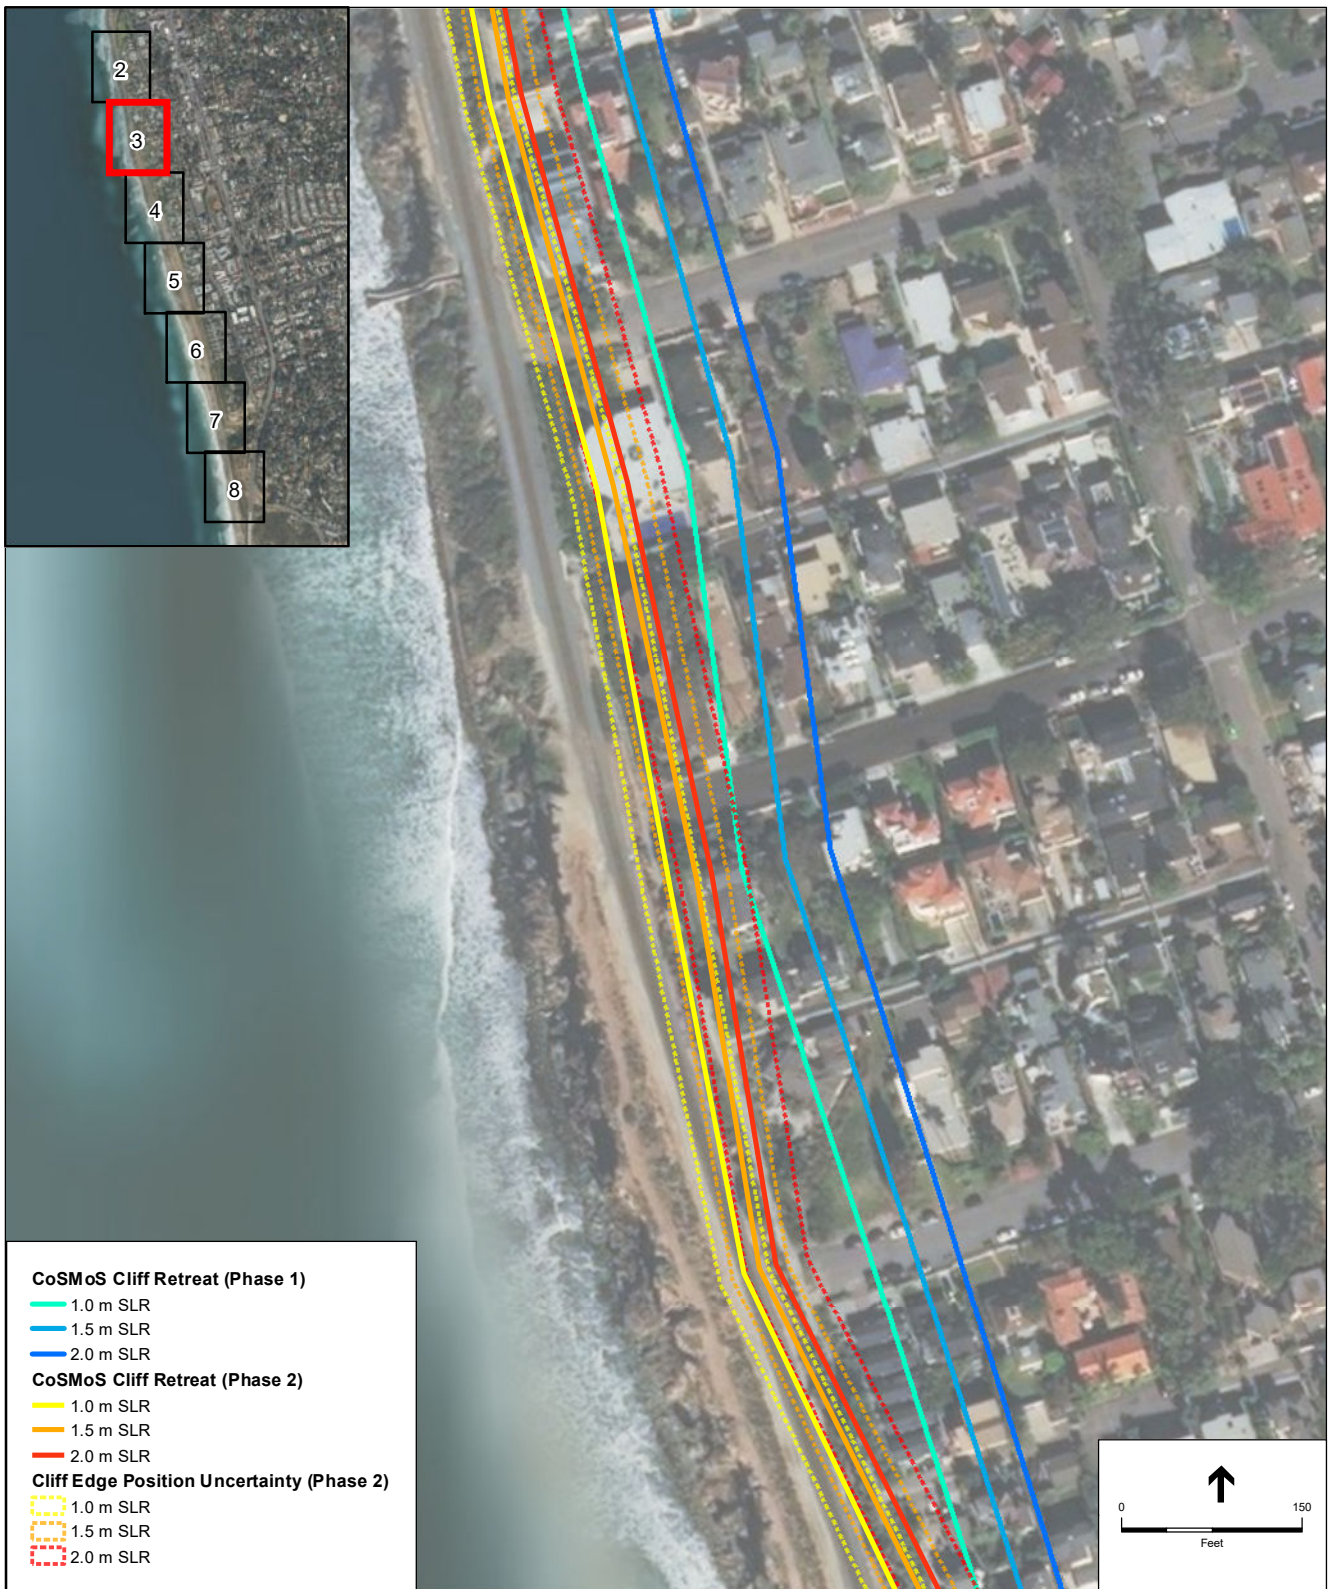 2
3
4
5
6
7
8
CoSMoS Cliff Retreat (Phase 1)
1.0 m SLR
1.5 m SLR
2.0 m SLR
CoSMoS Cliff Retreat (Phase 2)
1.0 m SLR
1.5 m SLR
2.0 m SLR
Cliff Edge Position Uncertainty (Phase 2)
1.0 m SLR
1.5 m SLR
2.0 m SLR
0 150
Feet